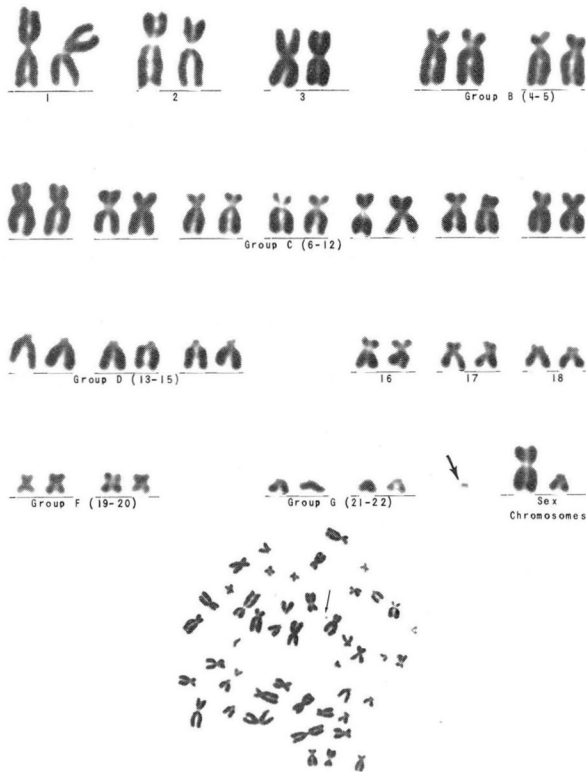 1 2 3 Group B (4-5)
Group C (6-12)
Group D (13-15) 16 17 18
Group F (19-20) Group G (21-22) Sex
Chromosomes